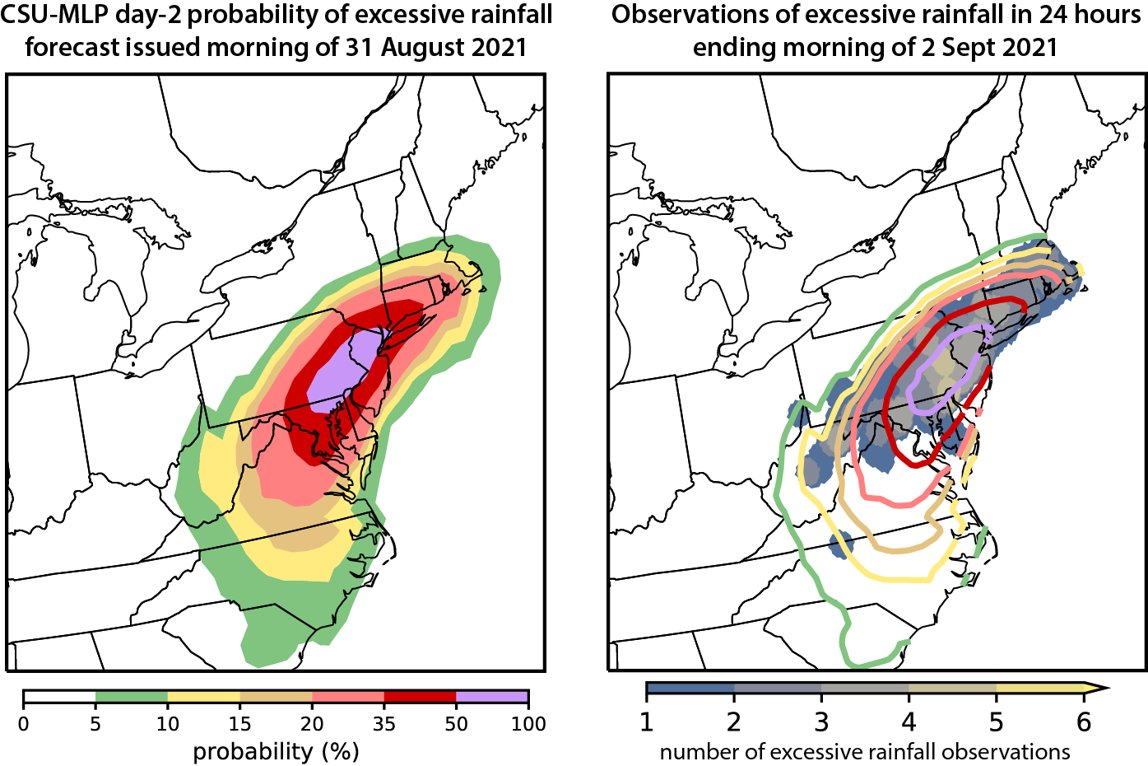 CSU-MLP day-2 probability of excessive rainfall
forecast issued morning of 31 August 2021
Observations of excessive rainfall in 24 hours
ending morning of 2 Sept 2021
0 5 10 15 20 35 50 100
probability (%)
1 2 3 4 5 6
number of excessive rainfall observations